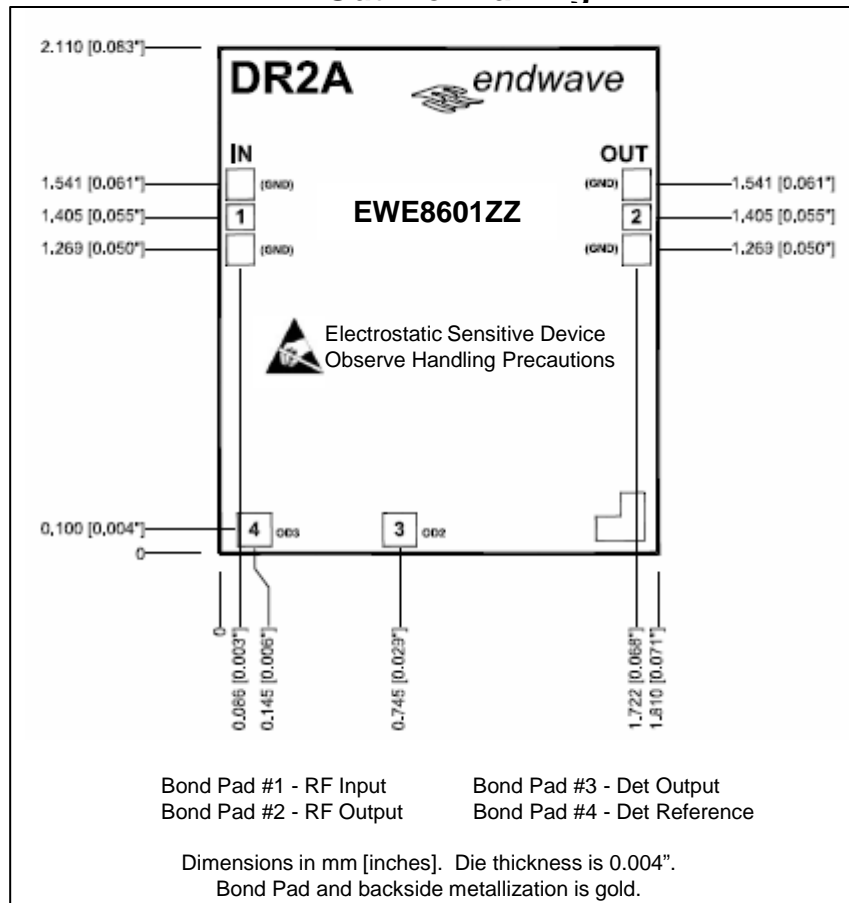 2.110 [0.083"]
DR2A endwave
IN OUT
1.541 [0.061"] (GND) (GND) 1.541 [0.061"]
1,405 [0,055"] 1 EWE8601ZZ 2 1,405 [0,055"]
1.269 [0.050"] (GND) (GND) 1.269 [0.050"]
Electrostatic Sensitive Device
Observe Handling Precautions
0,100 [0,004"] 4 OD3 3 OD2
0
0
0.086 [0.003"]
0.145 [0.006"]
0.745 [0.029"]
1.722 [0.068"]
1.810 [0.071"]
Bond Pad #1 - RF Input Bond Pad #3 - Det Output
Bond Pad #2 - RF Output Bond Pad #4 - Det Reference
Dimensions in mm [inches]. Die thickness is 0.004”.
Bond Pad and backside metallization is gold.